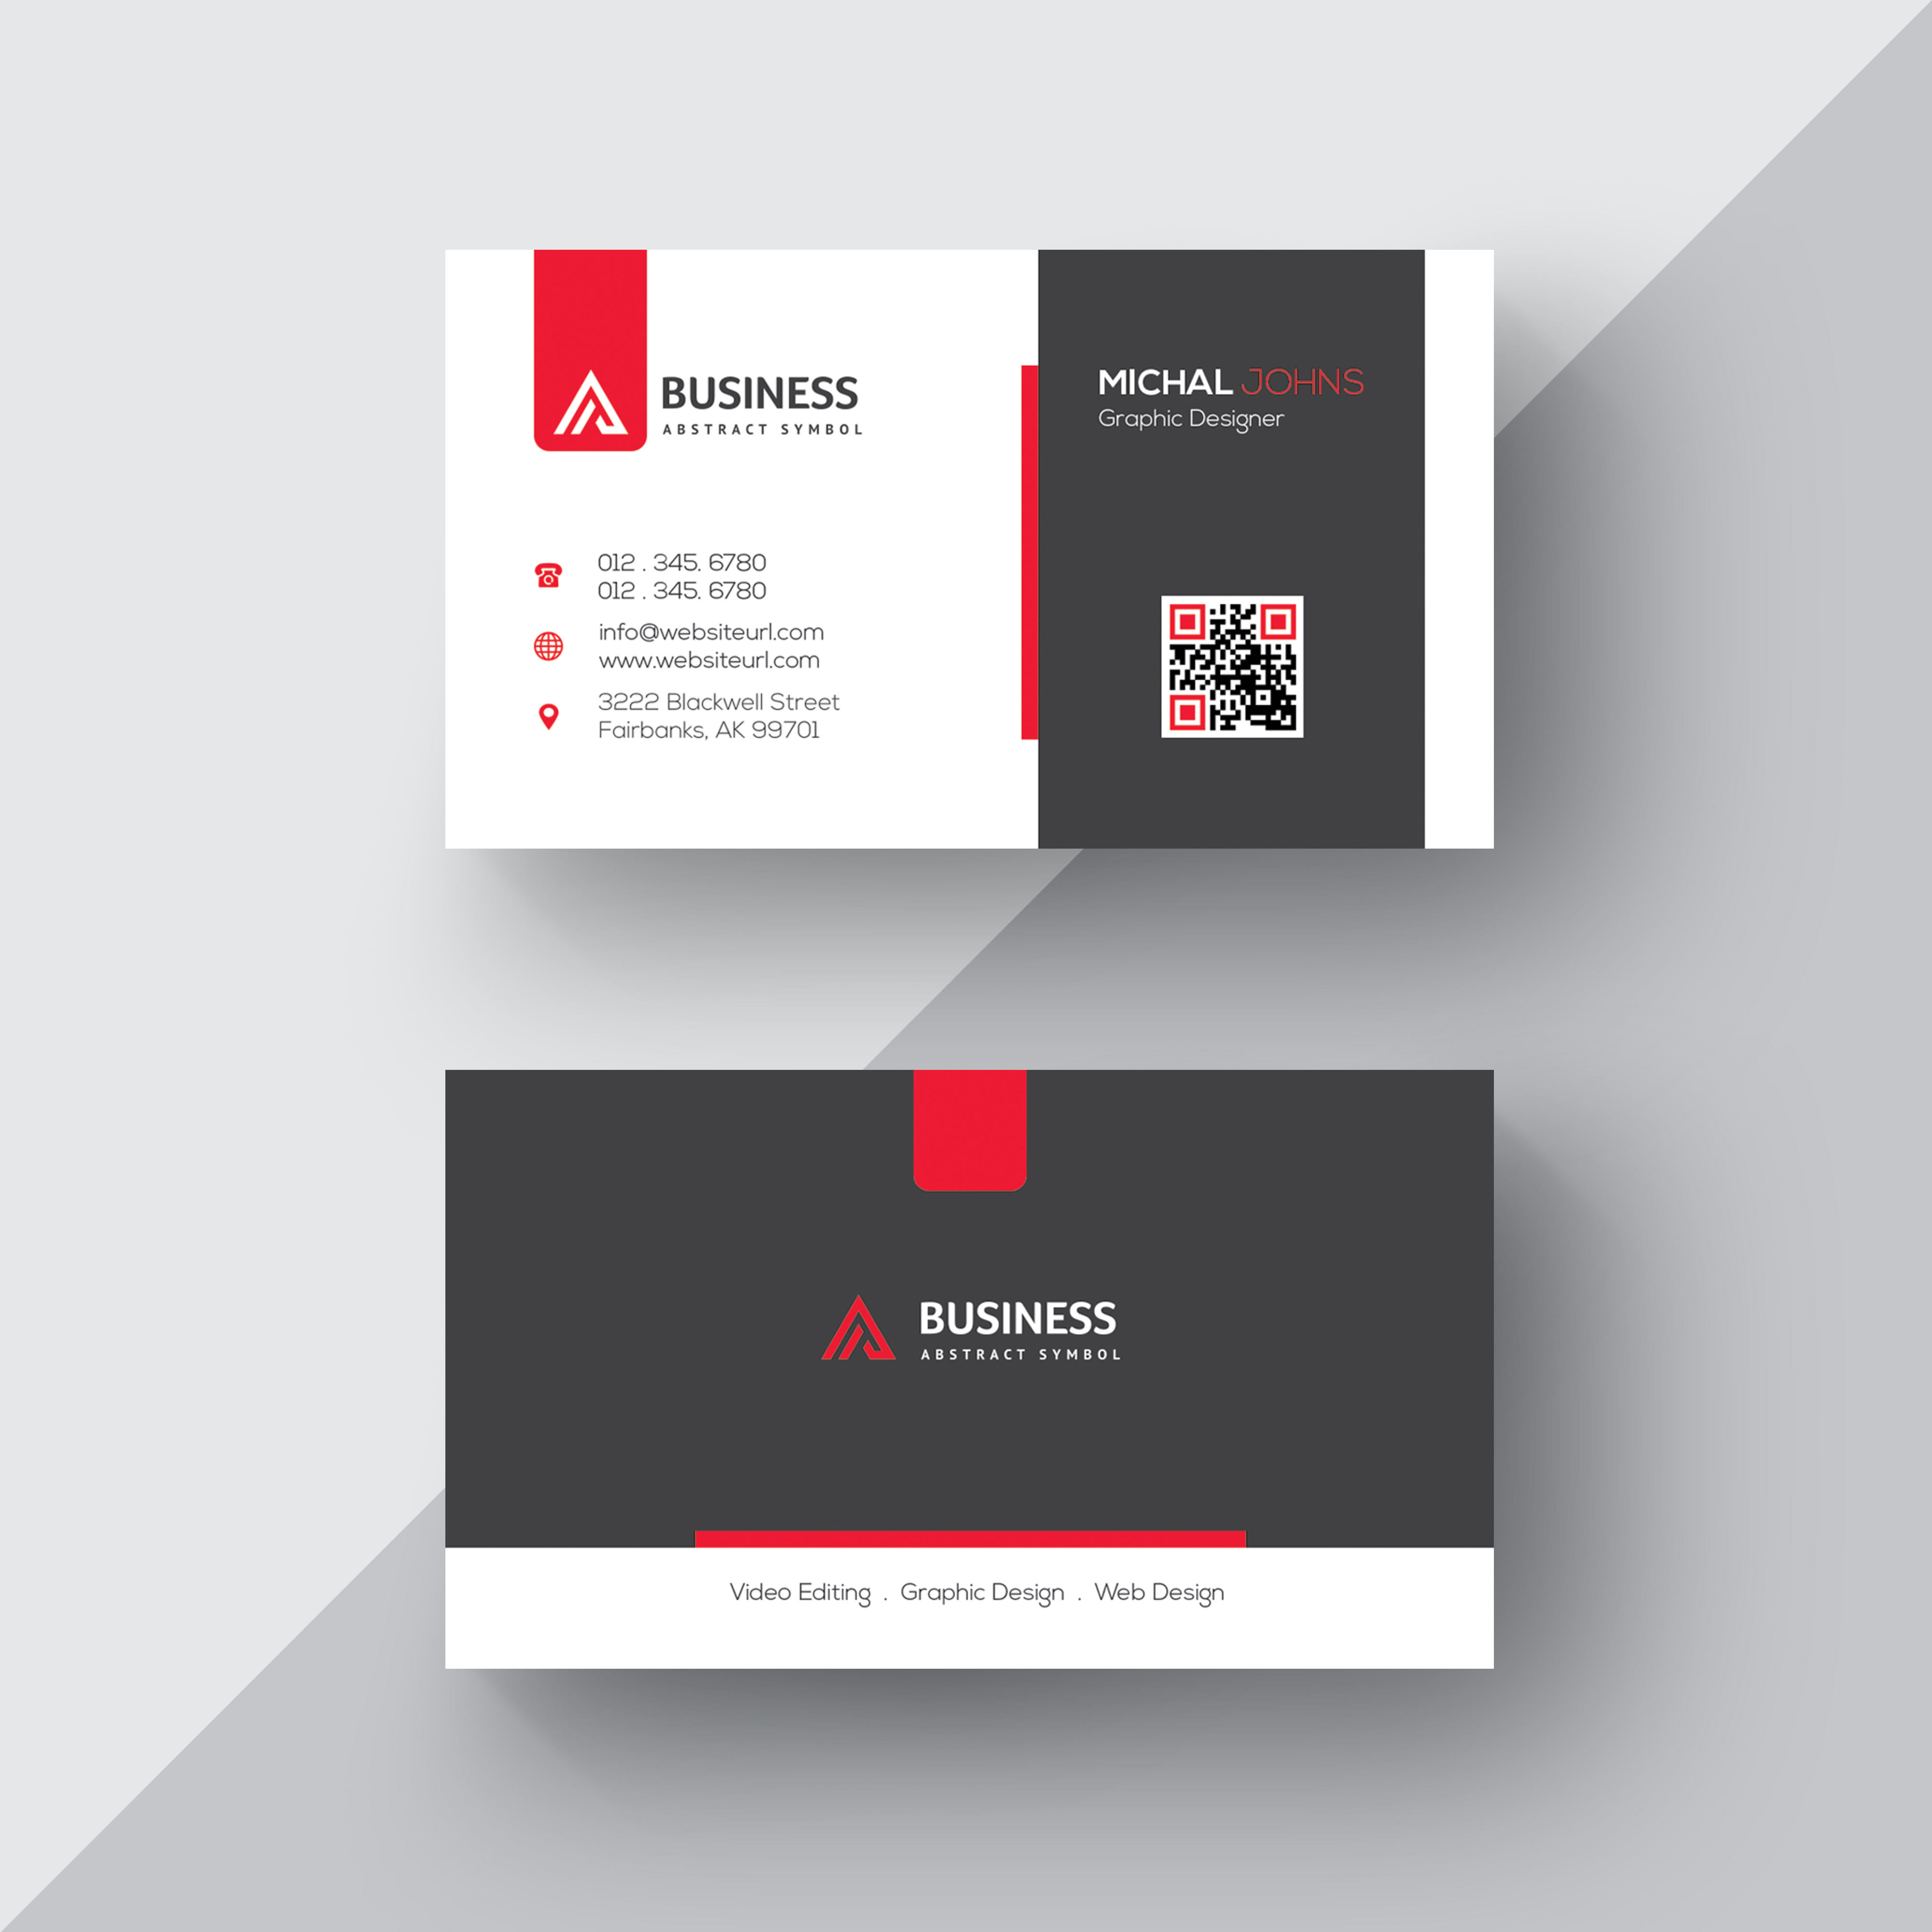 BUSINESS
ABSTRACT SYMBOL
012 . 345. 6780
012 . 345. 6780
info@websiteurl.com
www.websiteurl.com
3222 Blackwell Street
Fairbanks, AK 99701
MICHAL JOHNS
Graphic Designer
BUSINESS
ABSTRACT SYMBOL
Video Editing . Graphic Design . Web Design